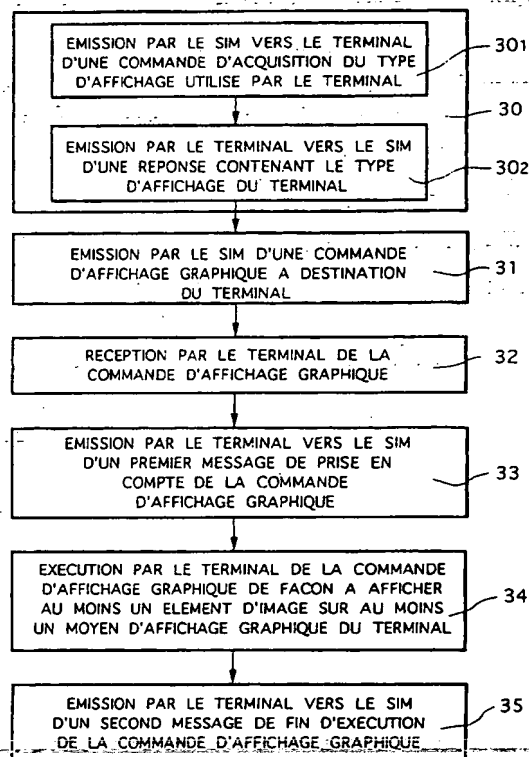 EMISSION PAR LE SIM VERS LE TERMINAL
D'UNE COMMANDE D'ACQUISITION DU TYPE
D'AFFICHAGE UTILISE PAR LE TERMINAL
301
30
EMISSION PAR LE TERMINAL VERS LE SIM
D'UNE REPONSE CONTENANT LE TYPE
D'AFFICHAGE DU TERMINAL
302
EMISSION PAR LE SIM D'UNE COMMANDE
D'AFFICHAGE GRAPHIQUE A DESTINATION
DU TERMINAL
31
RECEPTION PAR LE TERMINAL DE LA
COMMANDE D'AFFICHAGE GRAPHIQUE
32
EMISSION PAR LE TERMINAL VERS LE SIM
D'UN PREMIER MESSAGE DE PRISE EN
COMPTE DE LA COMMANDE
D'AFFICHAGE GRAPHIQUE
33
EXECUTION PAR LE TERMINAL DE LA COMMANDE
D'AFFICHAGE GRAPHIQUE DE FACON A AFFICHER
AU MOINS UN ELEMENT D'IMAGE SUR AU MOINS
UN MOYEN D'AFFICHAGE GRAPHIQUE DU TERMINAL
34
EMISSION PAR LE TERMINAL VERS LE SIM
D'UN SECOND MESSAGE DE FIN D'EXECUTION
DE LA COMMANDE D'AFFICHAGE GRAPHIQUE
35